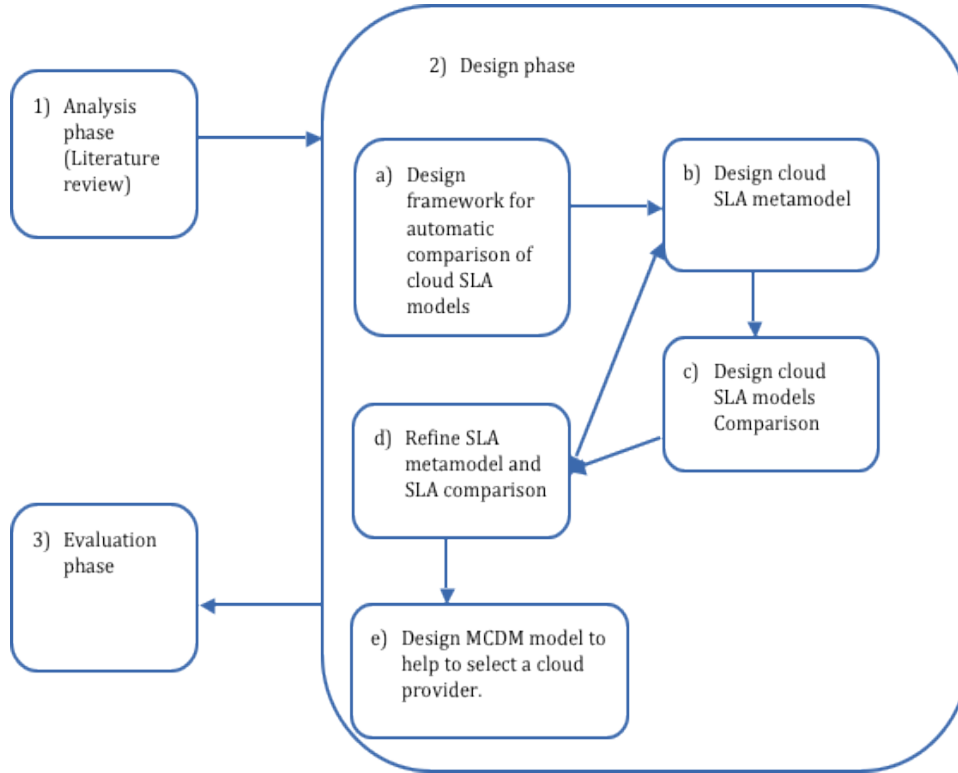 1) Analysis
phase
(Literature
review)
2) Design phase
a) Design
framework for
automatic
comparison of
cloud SLA
models
b) Design cloud
SLA metamodel
c) Design cloud
SLA models
Comparison
d) Refine SLA
metamodel and
SLA comparison
e) Design MCDM model to
help to select a cloud
provider.
3) Evaluation
phase